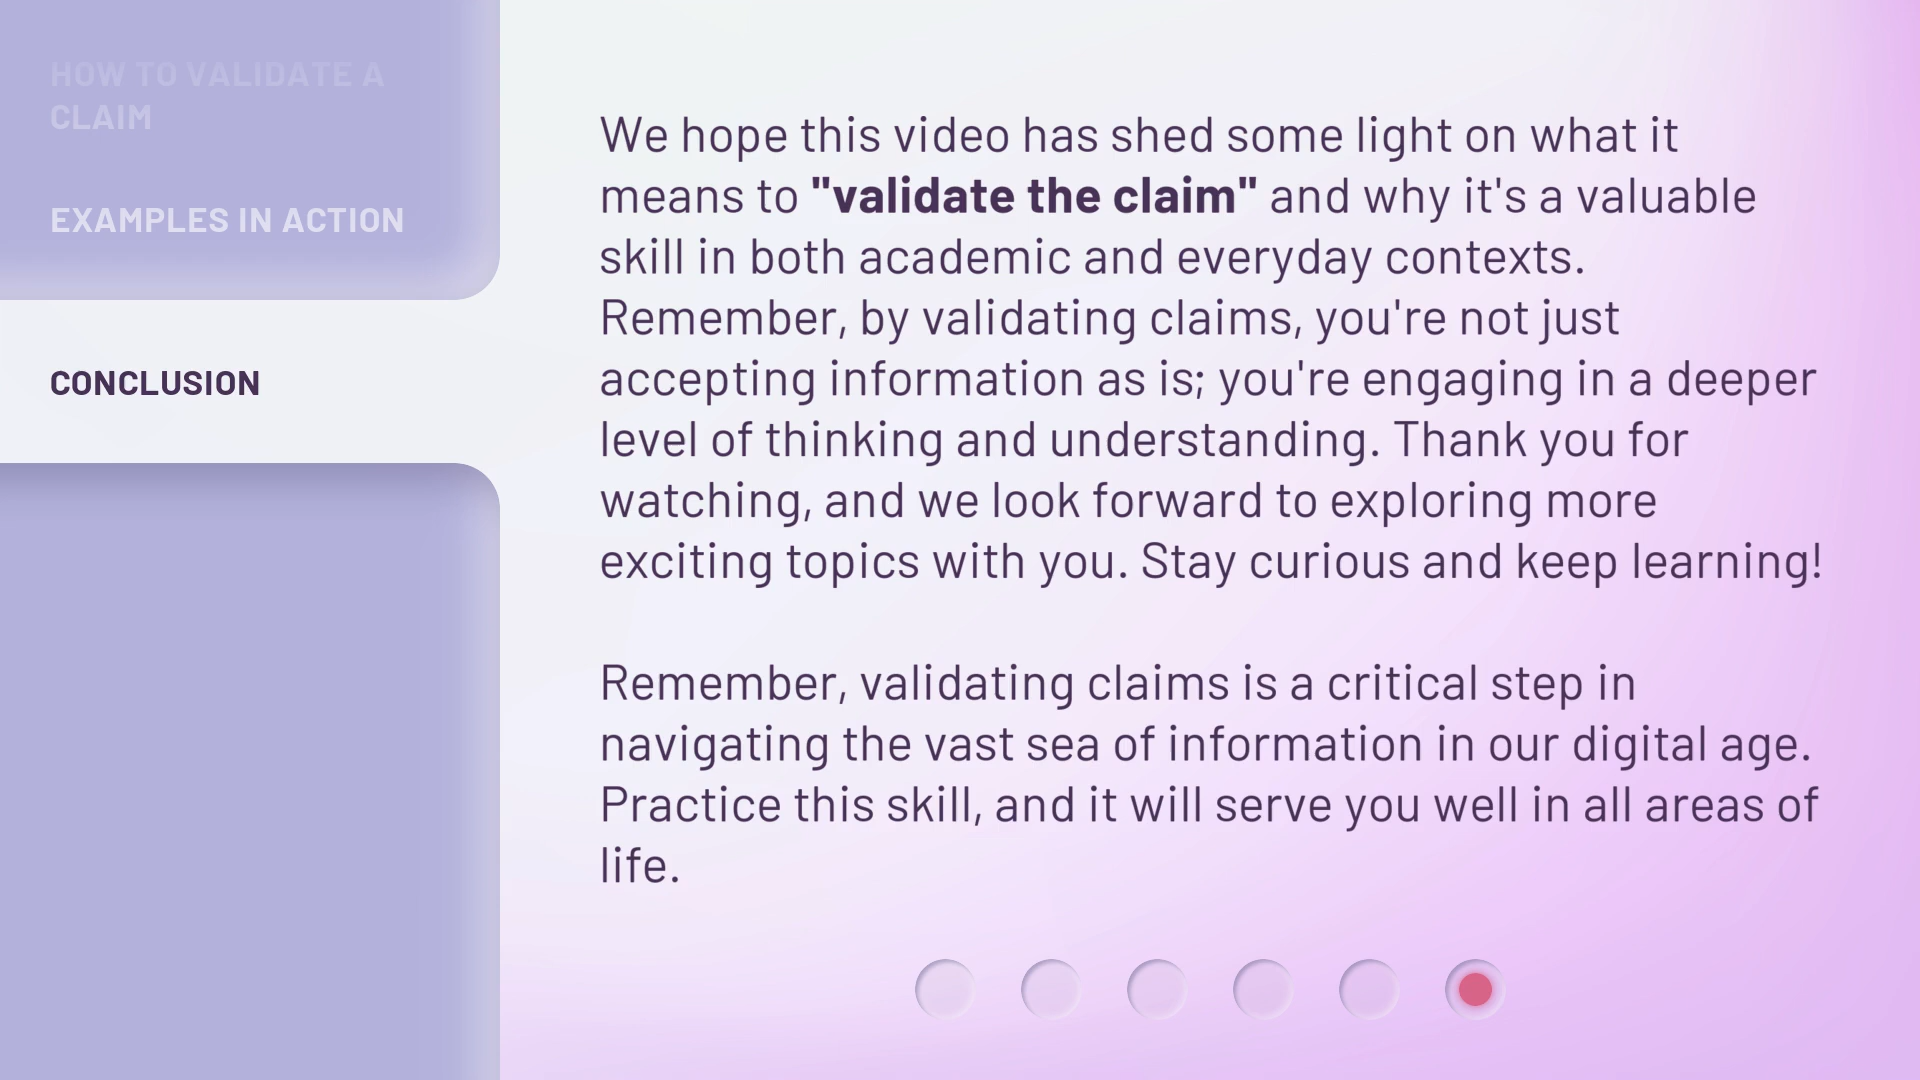 HOW TO VALIDATE A
CLAIM
EXAMPLES IN ACTION
CONCLUSION
We hope this video has shed some light on what it
means to "validate the claim" and why it's a valuable
skill in both academic and everyday contexts.
Remember, by validating claims, you're not just
accepting information as is; you're engaging in a deeper
level of thinking and understanding. Thank you for
watching, and we look forward to exploring more
exciting topics with you. Stay curious and keep learning!
Remember, validating claims is a critical step in
navigating the vast sea of information in our digital age.
Practice this skill, and it will serve you well in all areas of
life.